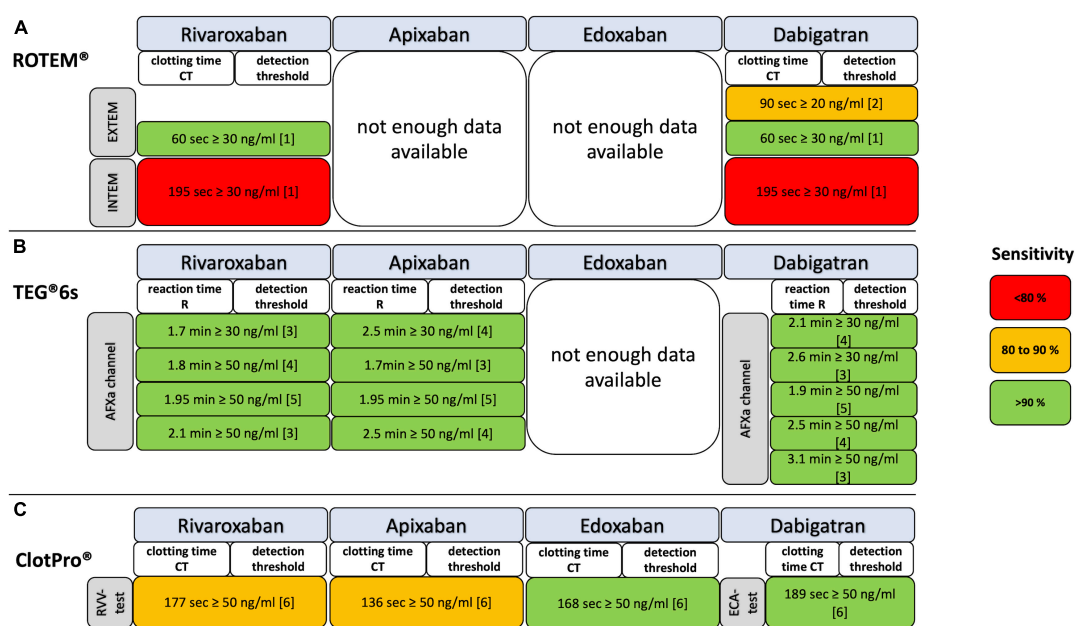 A
ROTEM®
Rivaroxaban
Apixaban
Edoxaban
Dabigatran
clotting time
CT
detection
threshold
clotting time
CT
detection
threshold
EXTEM
INTEM
60 sec ≥ 30 ng/ml [1]
195 sec ≥ 30 ng/ml [1]
not enough data
available
not enough data
available
90 sec ≥ 20 ng/ml [2]
60 sec ≥ 30 ng/ml [1]
195 sec ≥ 30 ng/ml [1]
B
TEG®6s
Rivaroxaban
Apixaban
Edoxaban
Dabigatran
reaction time
R
detection
threshold
reaction time
R
detection
threshold
reaction
time R
detection
threshold
AFXa channel
1.7 min ≥ 30 ng/ml [3]
1.8 min ≥ 50 ng/ml [4]
1.95 min ≥ 50 ng/ml [5]
2.1 min ≥ 50 ng/ml [3]
2.5 min ≥ 30 ng/ml [4]
1.7min ≥ 50 ng/ml [3]
1.95 min ≥ 50 ng/ml [5]
2.5 min ≥ 50 ng/ml [4]
not enough data
available
AFXa channel
2.1 min ≥ 30 ng/ml
[4]
2.6 min ≥ 30 ng/ml
[3]
1.9 min ≥ 50 ng/ml
[5]
2.5 min ≥ 50 ng/ml
[4]
3.1 min ≥ 50 ng/ml
[3]
Sensitivity
<80 %
80 to 90 %
>90 %
C
ClotPro®
Rivaroxaban
Apixaban
Edoxaban
Dabigatran
clotting time
CT
detection
threshold
clotting time
CT
detection
threshold
clotting time
CT
detection
threshold
clotting
time CT
detection
threshold
RVV-
test
177 sec ≥ 50 ng/ml [6]
136 sec ≥ 50 ng/ml [6]
168 sec ≥ 50 ng/ml [6]
ECA-
test
189 sec ≥ 50 ng/ml
[6]